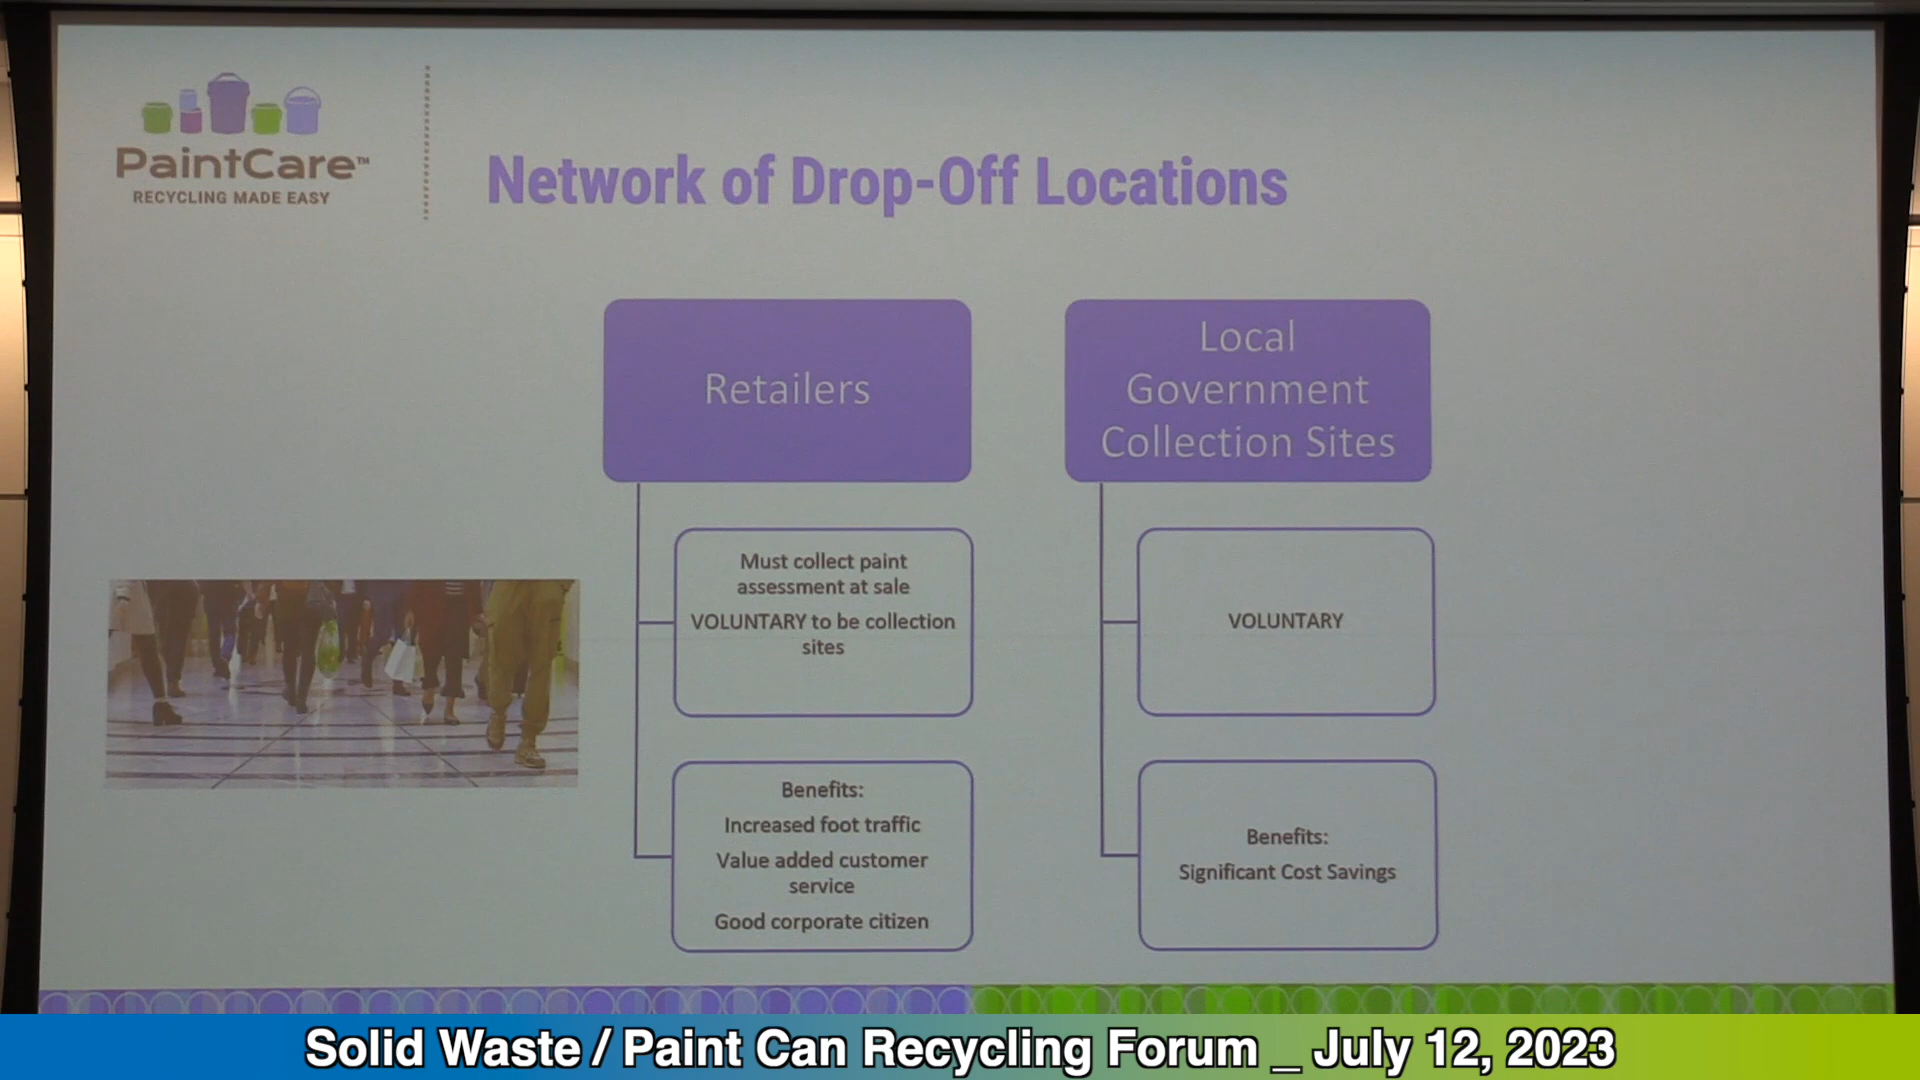 PaintCare™
RECYCLING MADE EASY
Network of Drop-Off Locations
Retailers
Must collect paint
assessment at sale
VOLUNTARY to be collection
sites
Benefits:
Increased foot traffic
Value added customer
service
Good corporate citizen
Local
Government
Collection Sites
VOLUNTARY
Benefits:
Significant Cost Savings
Solid Waste / Paint Can Recycling Forum _ July 12, 2023